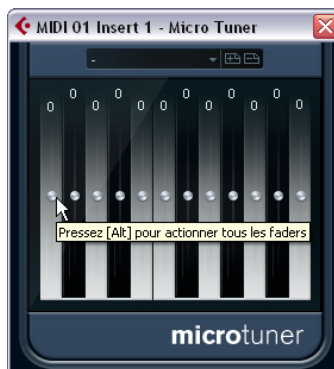 MIDI 01 Insert 1 - Micro Tuner
-
0 0 0 0 0
0 0 0 0 0 0 0
Pressez [Alt] pour actionner tous les faders
microtuner